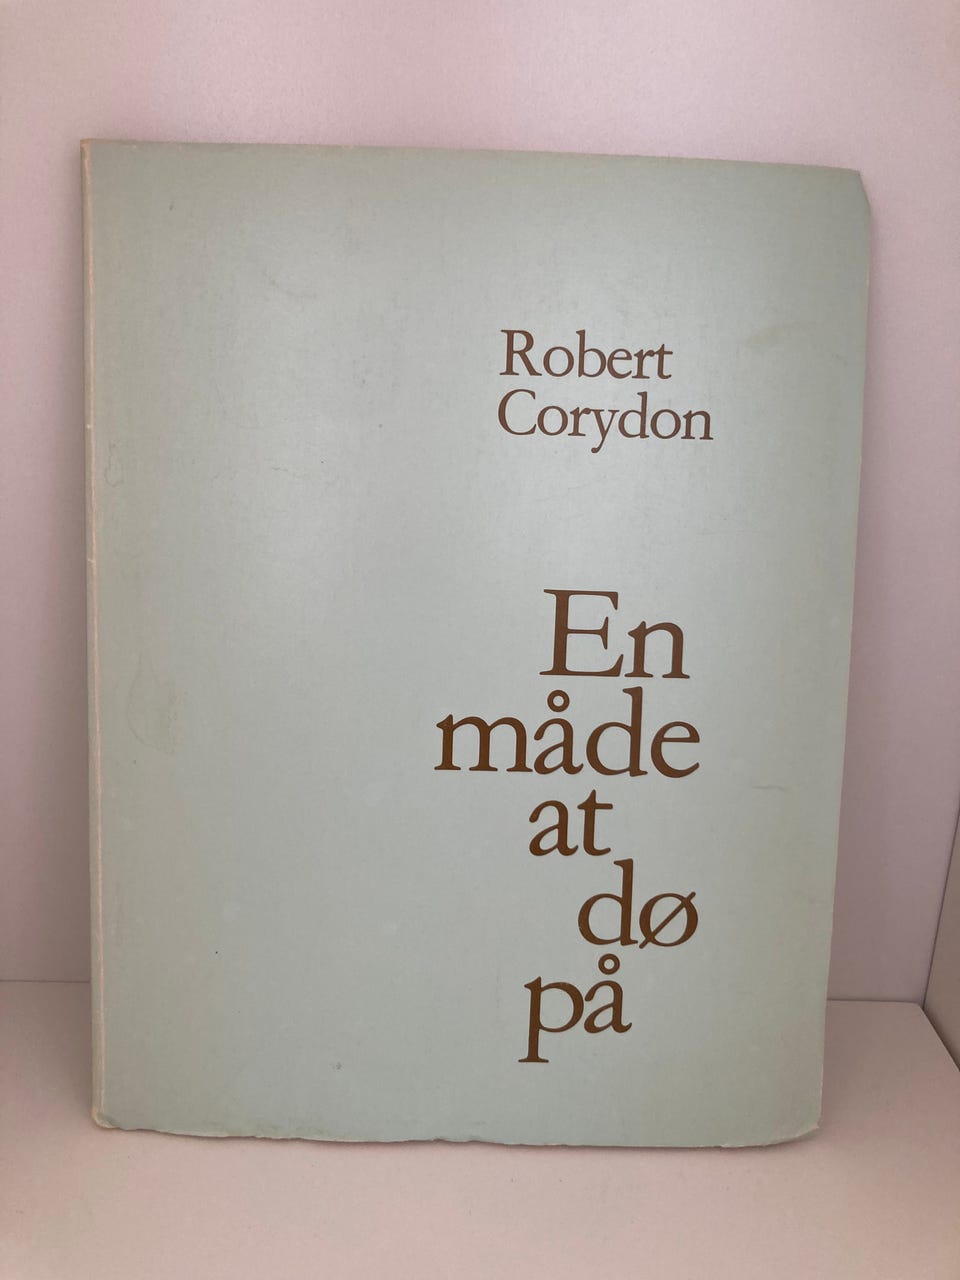 Robert
Corydon
En
måde
at
dø
på